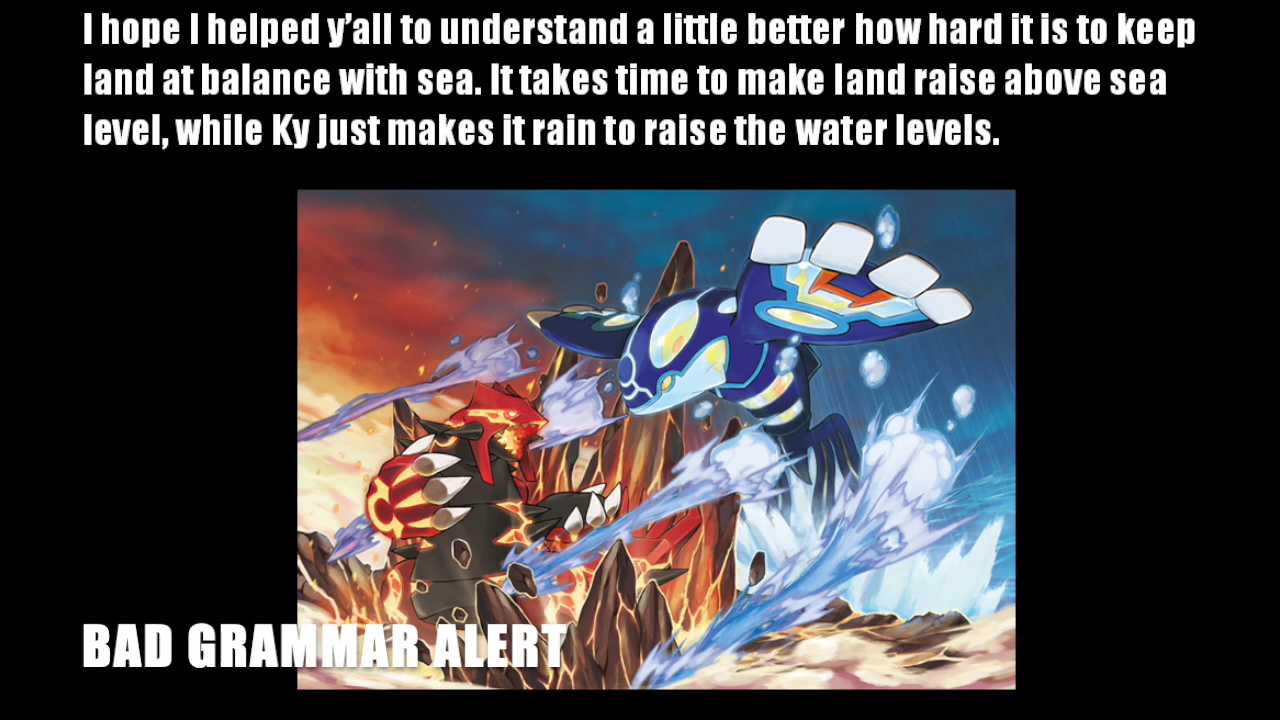 I hope I helped y’all to understand a little better how hard it is to keep
land at balance with sea. It takes time to make land raise above sea
level, while Ky just makes it rain to raise the water levels.
BAD GRAMMAR ALERT